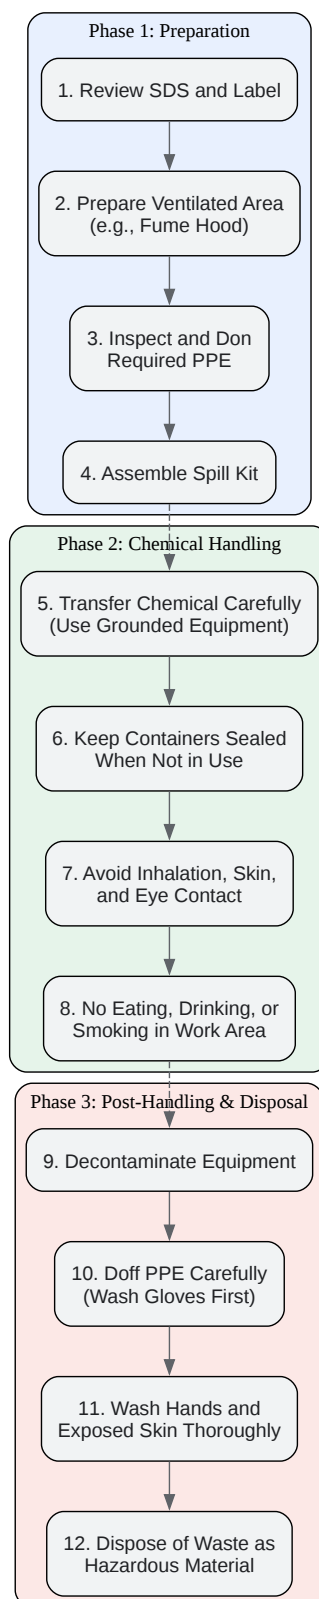 Phase 1: Preparation
1. Review SDS and Label
2. Prepare Ventilated Area
(e.g., Fume Hood)
3. Inspect and Don
Required PPE
4. Assemble Spill Kit
Phase 2: Chemical Handling
5. Transfer Chemical Carefully
(Use Grounded Equipment)
6. Keep Containers Sealed
When Not in Use
7. Avoid Inhalation, Skin,
and Eye Contact
8. No Eating, Drinking, or
Smoking in Work Area
Phase 3: Post-Handling & Disposal
9. Decontaminate Equipment
10. Doff PPE Carefully
(Wash Gloves First)
11. Wash Hands and
Exposed Skin Thoroughly
12. Dispose of Waste as
Hazardous Material